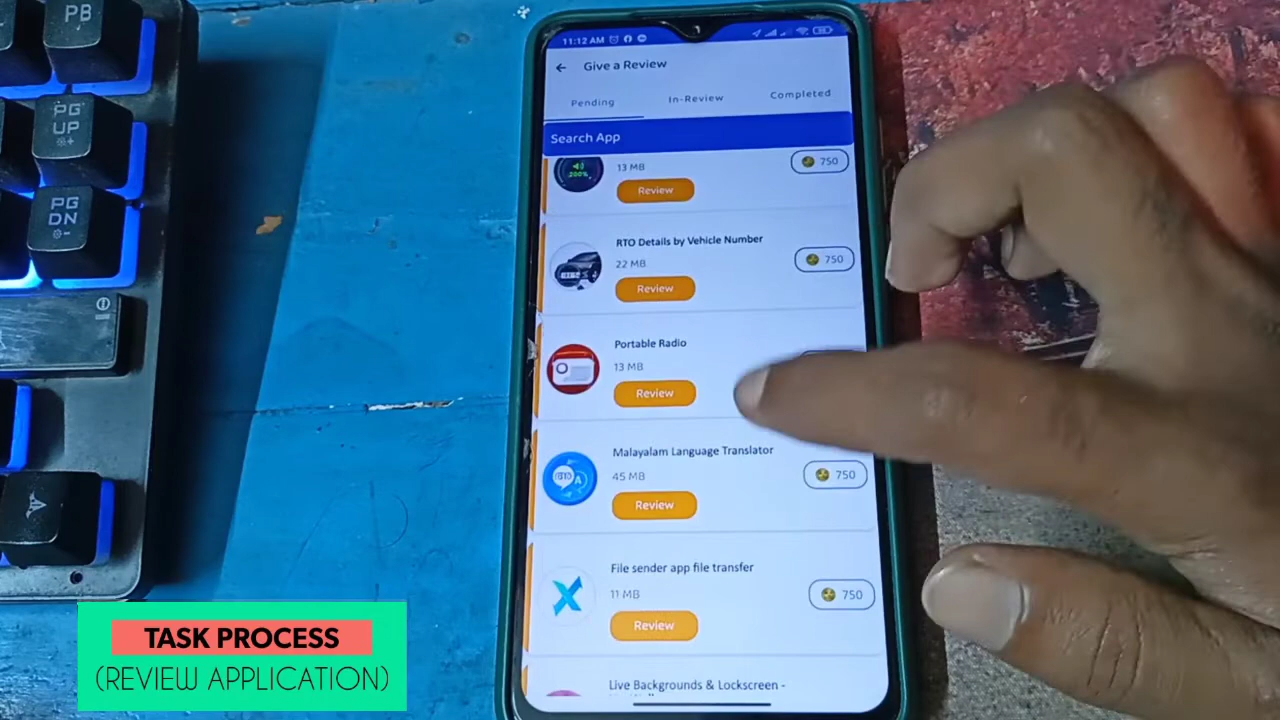 PB
PG
UP
PG
DN
11:12 AM
Give a Review
Pending
In-Review
Completed
Search App
200%
13 MB
750
Review
RTO Details by Vehicle Number
22 MB
750
Review
Portable Radio
13 MB
Review
Malayalam Language Translator
45 MB
750
Review
File sender app file transfer
11 MB
750
Review
Live Backgrounds & Lockscreen -
TASK PROCESS
(REVIEW APPLICATION)